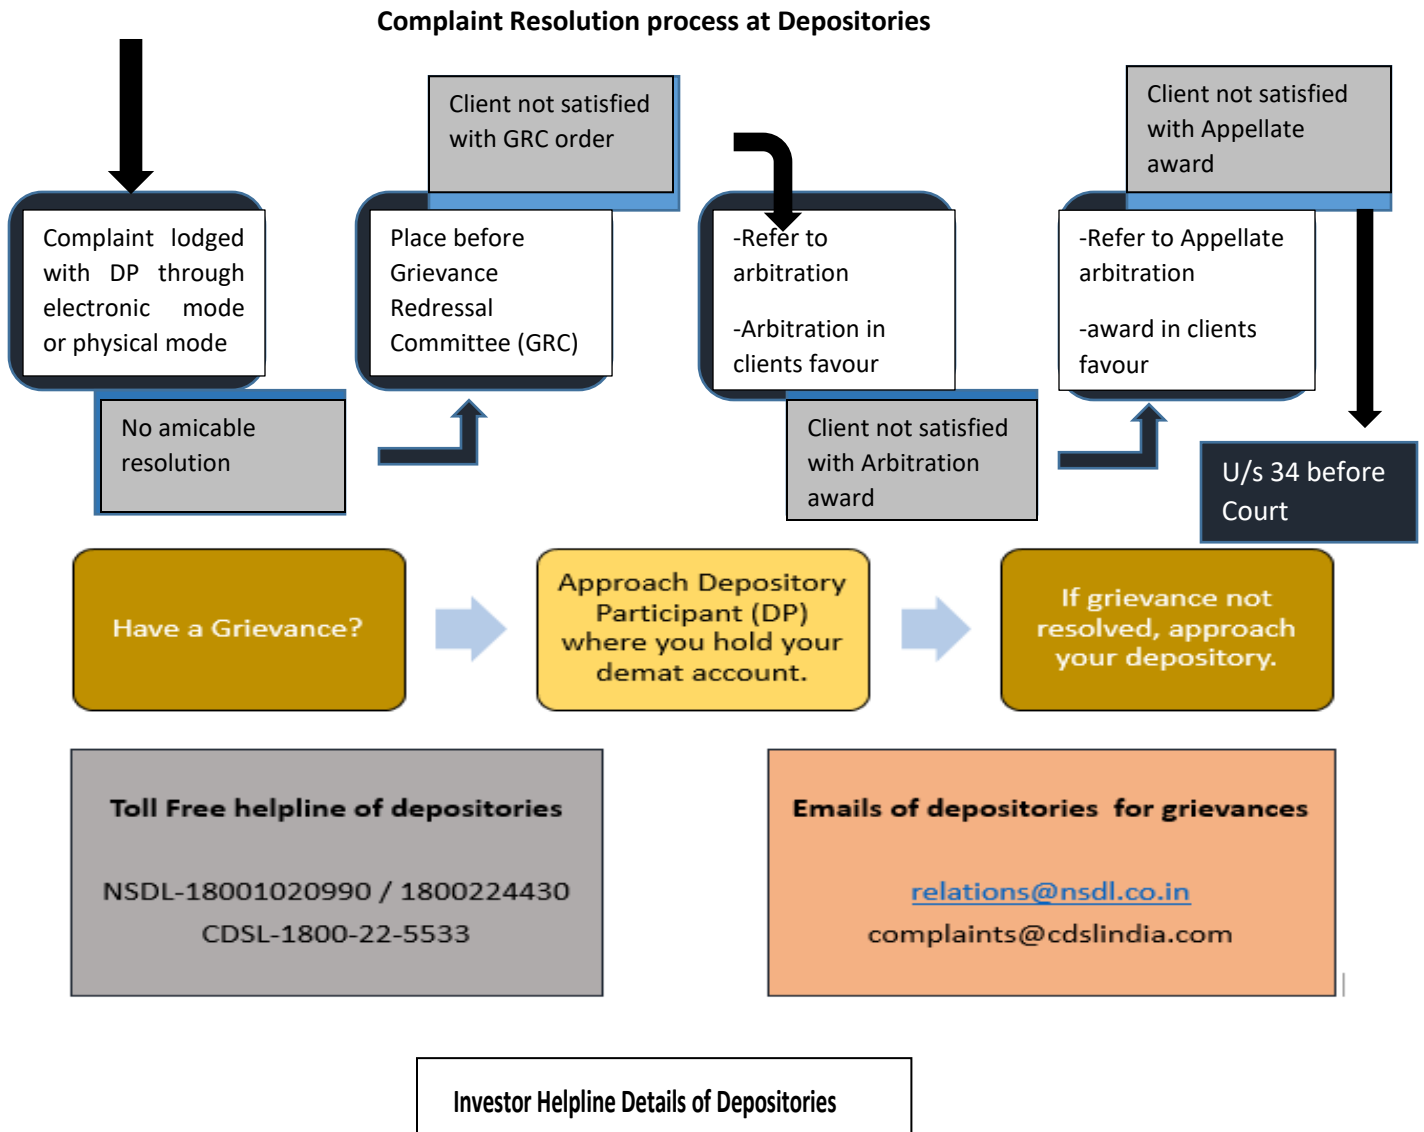 Complaint Resolution process at Depositories
Complaint lodged
with DP through
electronic mode
or physical mode
No amicable
resolution
Place before
Grievance
Redressal
Committee (GRC)
Client not satisfied
with GRC order
-Refer to
arbitration
-Arbitration in
clients favour
Client not satisfied
with Arbitration
award
-Refer to Appellate
arbitration
-award in clients
favour
Client not satisfied
with Appellate
award
U/s 34 before
Court
Have a Grievance?
Approach Depository
Participant (DP)
where you hold your
demat account.
If grievance not
resolved, approach
your depository.
Toll Free helpline of depositories
NSDL-18001020990 / 1800224430
CDSL-1800-22-5533
Emails of depositories for grievances
relations@nsdl.co.in
complaints@cdslindia.com
Investor Helpline Details of Depositories